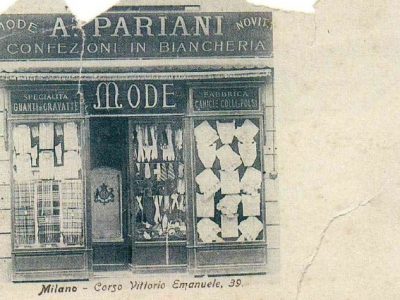 MODE A. PARIANI NOVITÀ
CONFEZIONI IN BIANCHERIA
SPECIALITÀ
GUANTI e CRAVATTE
MODE
FABBRICA
CAMICIE COLLI e POLSI
Milano - Corso Vittorio Emanuele, 39.